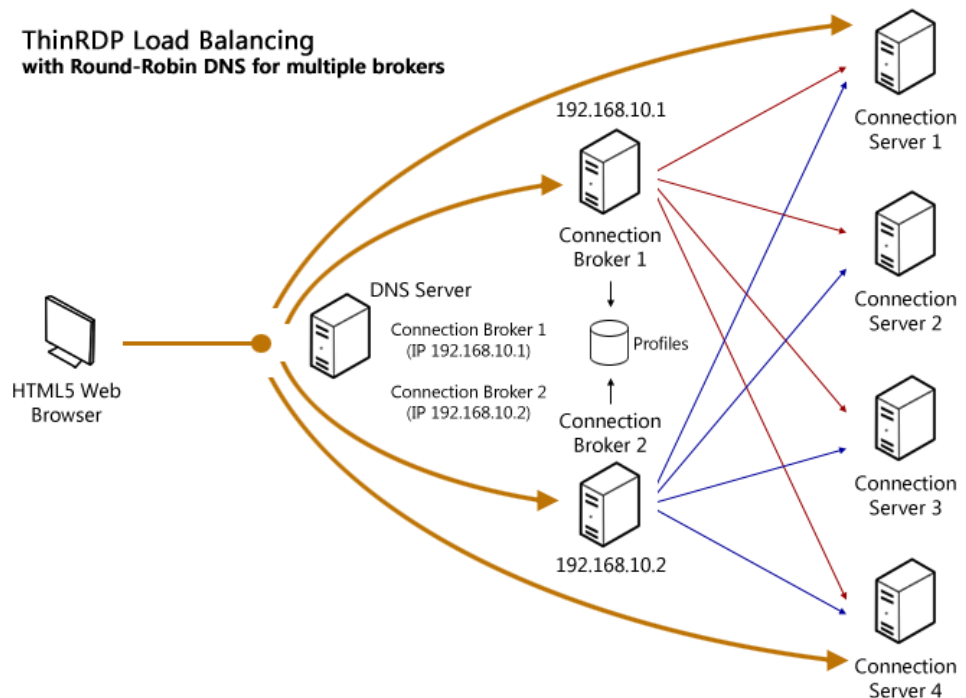 ThinRDP Load Balancing
with Round-Robin DNS for multiple brokers
192.168.10.1
Connection
Server 1
Connection
Broker 1
DNS Server
Connection Broker 1
(IP 192.168.10.1)
Connection Broker 2
(IP 192.168.10.2)
Profiles
Connection
Server 2
HTML5 Web
Browser
Connection
Broker 2
192.168.10.2
Connection
Server 3
Connection
Server 4